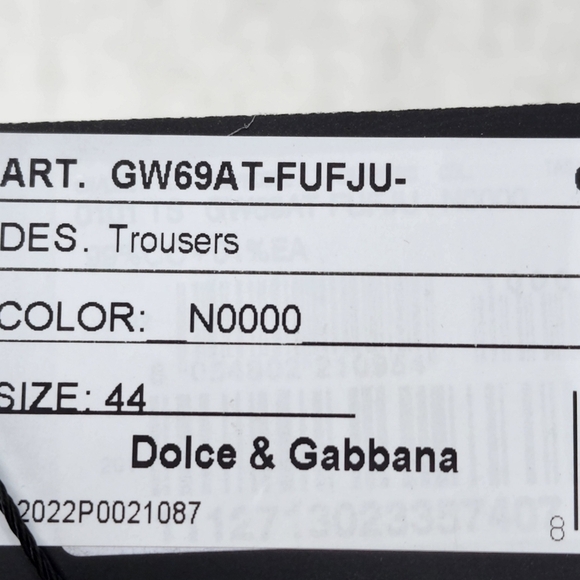 ART. GW69AT-FUFJU-
DES. Trousers
COLOR: N0000
SIZE: 44
Dolce & Gabbana
2022P0021087
8